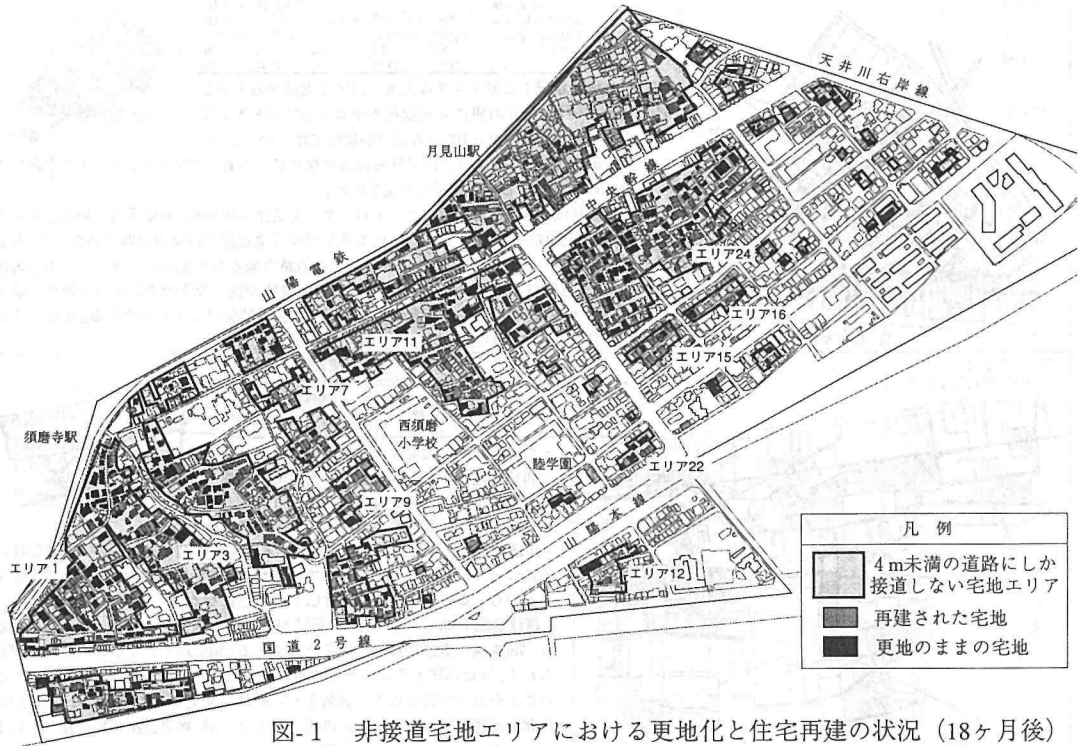 天井川右岸線
月見山駅
中央幹線
山陽電鉄
エリア24
エリア16
エリア11
エリア15
エリア7
須磨寺駅
西須磨
小学校
睦学園
エリア22
エリア9
山陽本線
エリア3
エリア1
エリア12
国道2号線
凡例
4m未満の道路にしか
接道しない宅地エリア
再建された宅地
更地のままの宅地
図-1 非接道宅地エリアにおける更地化と住宅再建の状況(18ヶ月後)